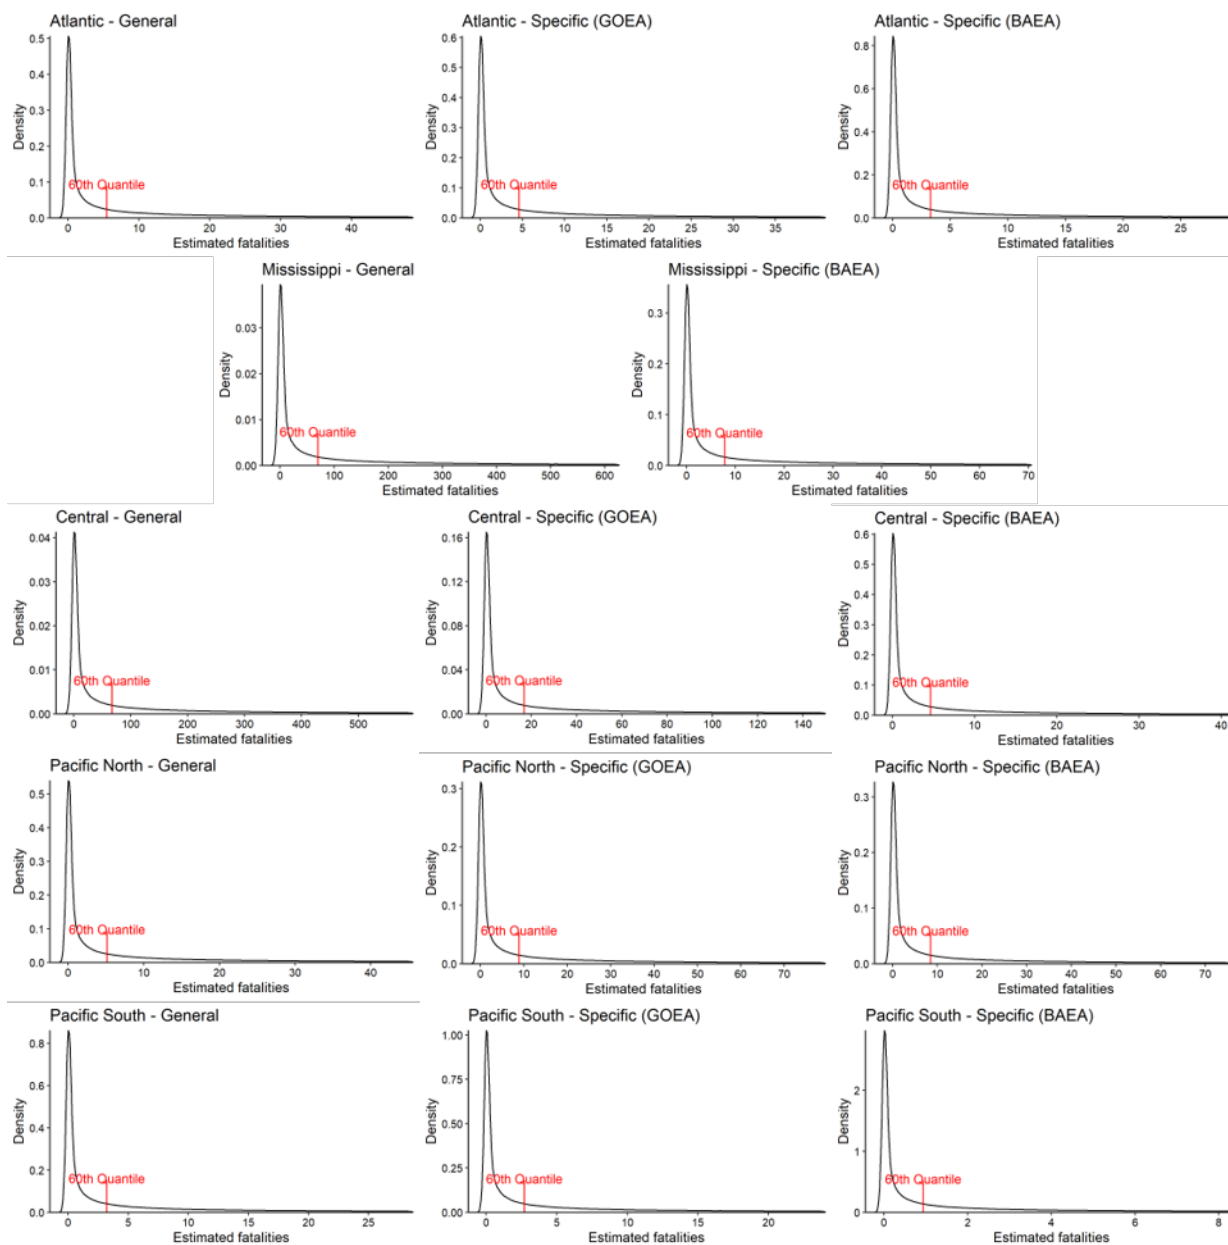 Atlantic - General
Atlantic - Specific (GOEA)
Atlantic - Specific (BAEA)
Density
0.5
0.4
0.3
0.2
0.1
0.0
60th Quantile
0 10 20 30 40
Estimated fatalities
Density
0.6
0.5
0.4
0.3
0.2
0.1
0.0
60th Quantile
0 5 10 15 20 25 30 35
Estimated fatalities
Density
0.8
0.6
0.4
0.2
0.0
60th Quantile
0 5 10 15 20 25
Estimated fatalities
Mississippi - General
Mississippi - Specific (BAEA)
Density
0.03
0.02
0.01
0.00
60th Quantile
0 100 200 300 400 500 600
Estimated fatalities
Density
0.3
0.2
0.1
0.0
60th Quantile
0 10 20 30 40 50 60 70
Estimated fatalities
Central - General
Central - Specific (GOEA)
Central - Specific (BAEA)
Density
0.04
0.03
0.02
0.01
0.00
60th Quantile
0 100 200 300 400 500
Estimated fatalities
Density
0.16
0.12
0.08
0.04
0.00
60th Quantile
0 20 40 60 80 100 120 140
Estimated fatalities
Density
0.6
0.5
0.4
0.3
0.2
0.1
0.0
60th Quantile
0 10 20 30 40
Estimated fatalities
Pacific North - General
Pacific North - Specific (GOEA)
Pacific North - Specific (BAEA)
Density
0.5
0.4
0.3
0.2
0.1
0.0
60th Quantile
0 10 20 30 40
Estimated fatalities
Density
0.3
0.2
0.1
0.0
60th Quantile
0 10 20 30 40 50 60 70
Estimated fatalities
Density
0.3
0.2
0.1
0.0
60th Quantile
0 10 20 30 40 50 60 70
Estimated fatalities
Pacific South - General
Pacific South - Specific (GOEA)
Pacific South - Specific (BAEA)
Density
0.8
0.6
0.4
0.2
0.0
60th Quantile
0 5 10 15 20 25
Estimated fatalities
Density
1.00
0.75
0.50
0.25
0.00
60th Quantile
0 5 10 15 20
Estimated fatalities
Density
2
1
0
60th Quantile
0 2 4 6 8
Estimated fatalities